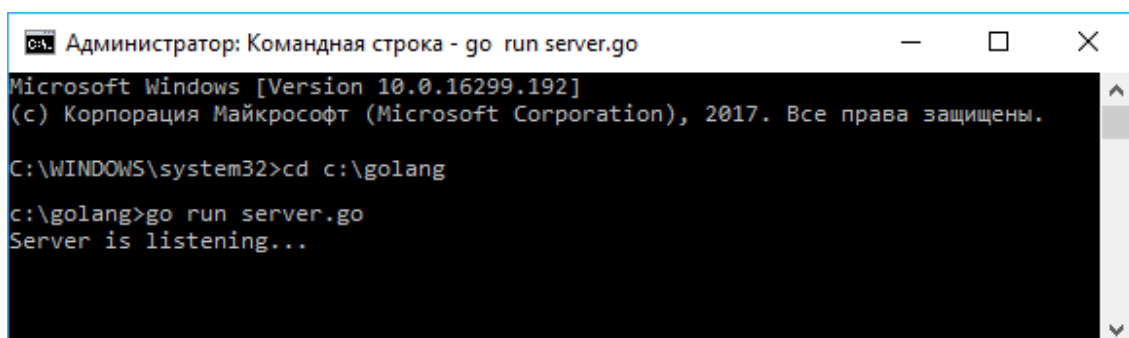 Администратор: Командная строка - go run server.go
Microsoft Windows [Version 10.0.16299.192]
(c) Корпорация Майкрософт (Microsoft Corporation), 2017. Все права защищены.
C:\WINDOWS\system32>cd c:\golang
c:\golang>go run server.go
Server is listening...